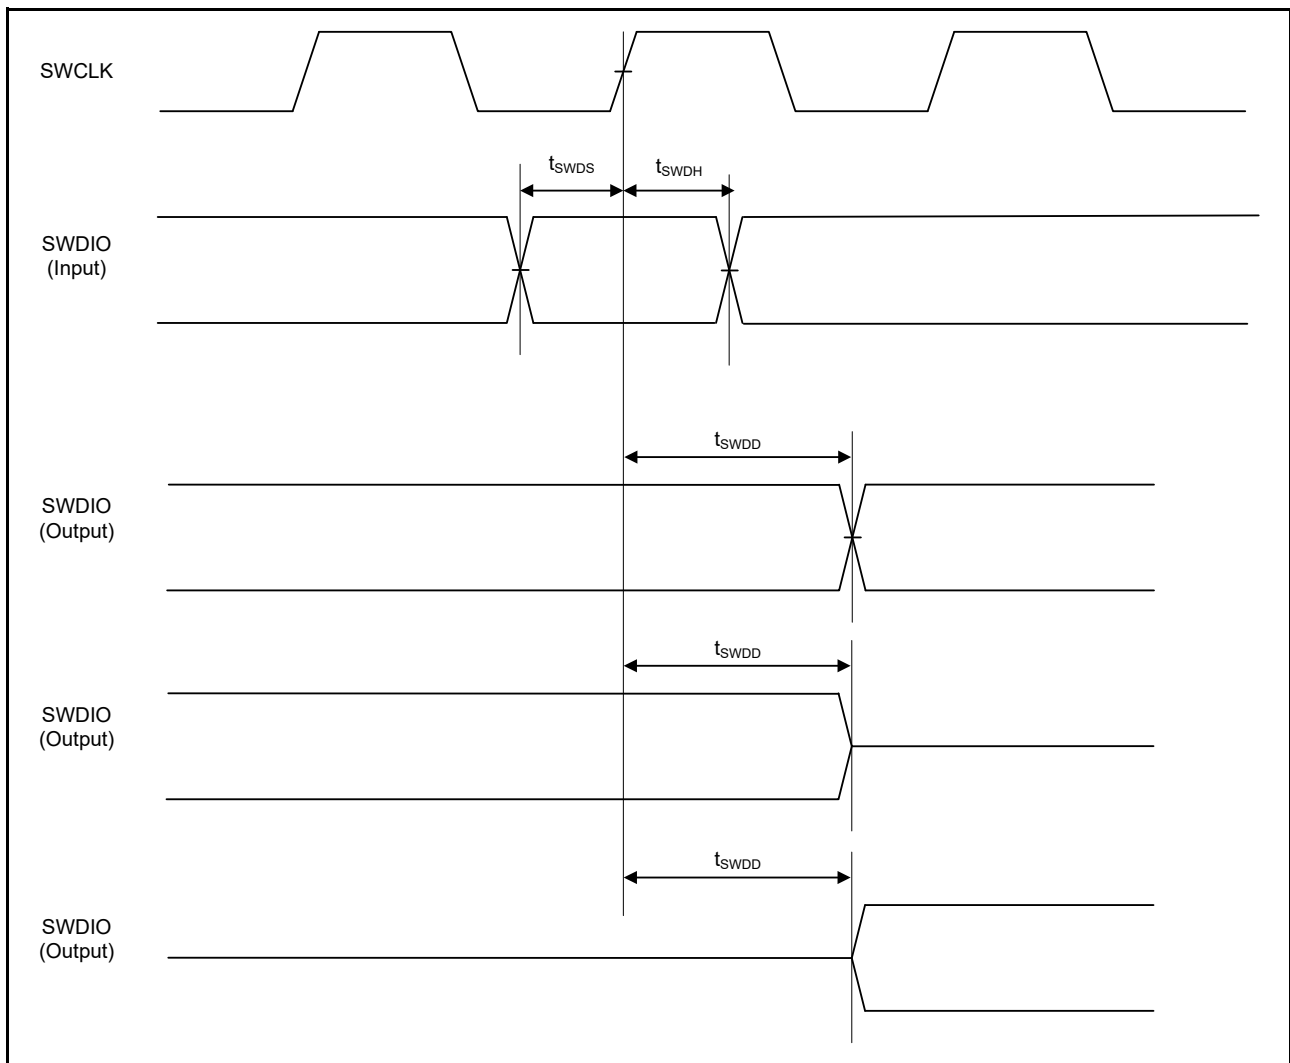 SWCLK
tSWDS
tSWDH
SWDIO
(Input)
tSWDD
SWDIO
(Output)
tSWDD
SWDIO
(Output)
tSWDD
SWDIO
(Output)